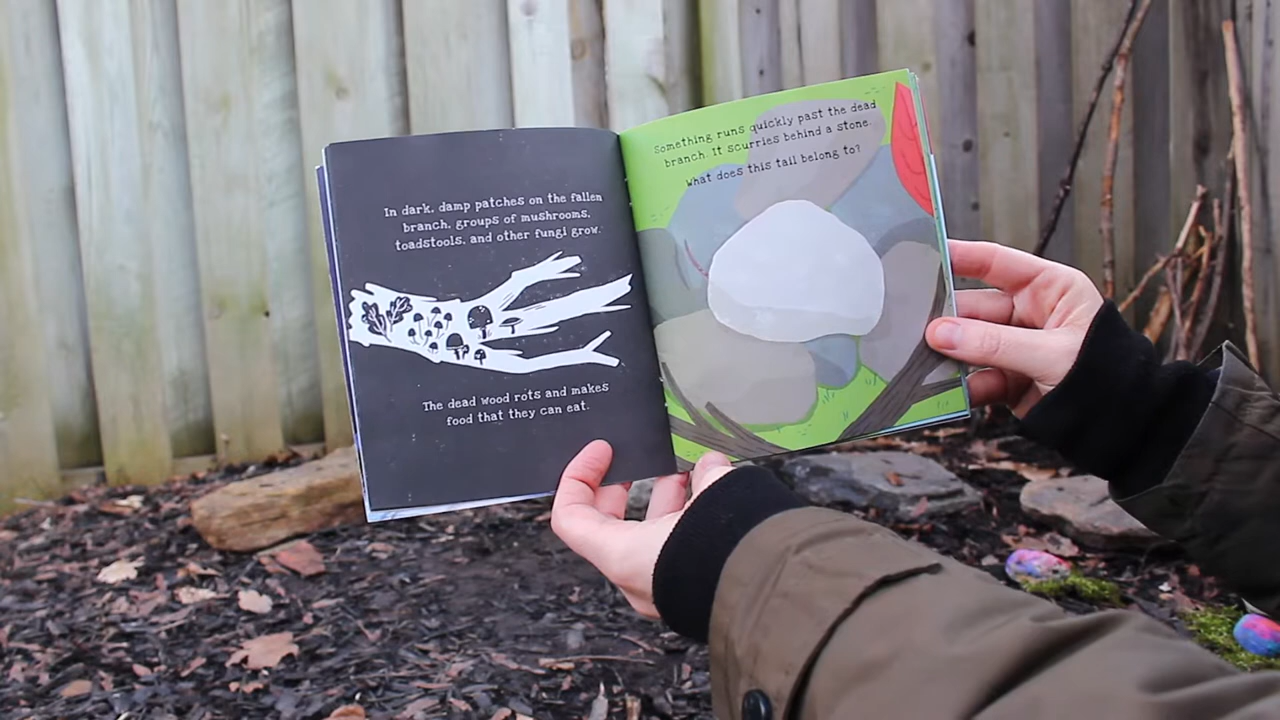 In dark, damp patches on the fallen
branch, groups of mushrooms,
toadstools, and other fungi grow.
The dead wood rots and makes
food that they can eat.
Something runs quickly past the dead
branch. It scurries behind a stone.
What does this tail belong to?